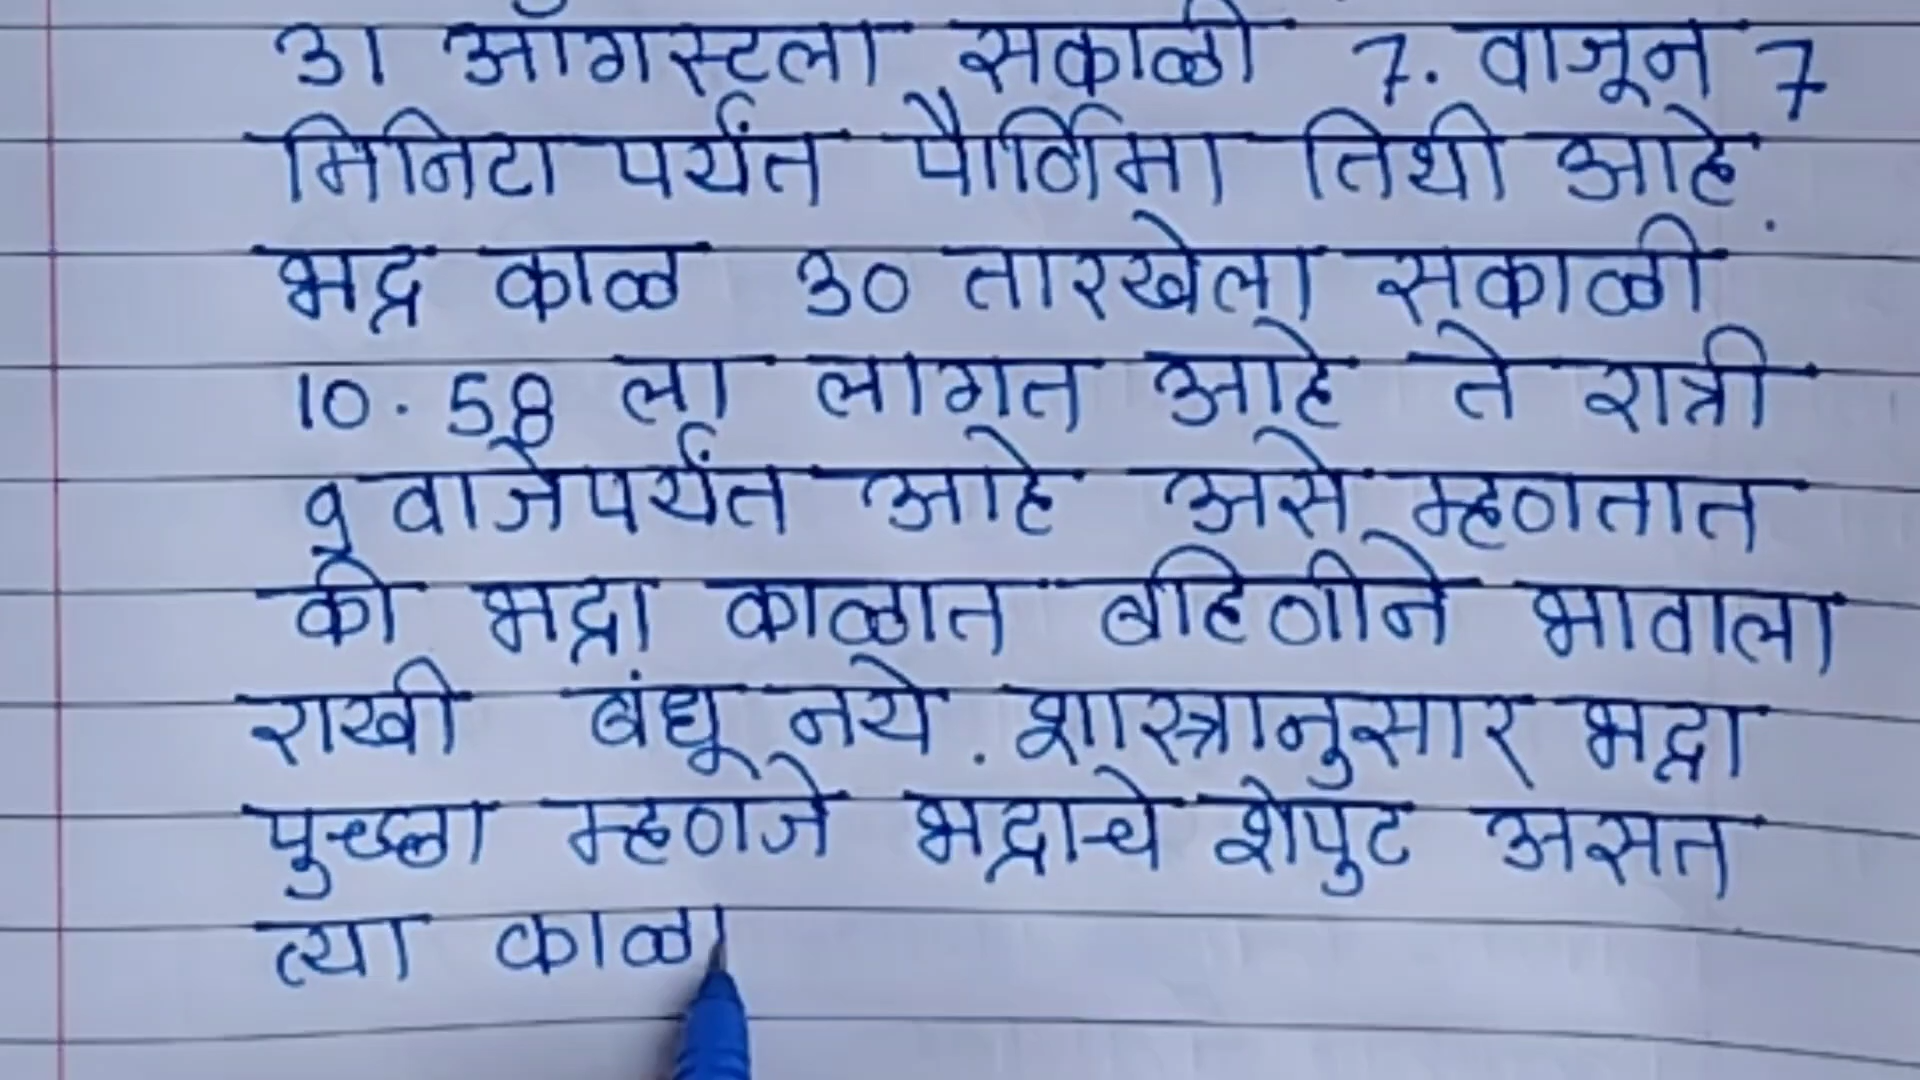 31 ऑगस्टला सकाळी 7. वाजून 7
मिनिटा पर्यंत पौर्णिमा तिथी आहे.
भद्र काळ 30 तारखेला सकाळी
10.58 ला लागत आहे ते रात्री
9 वाजेपर्यंत आहे असे म्हणतात
की भद्रा काळात बहिणीने भावाला
राखी बंधू नये. शास्त्रानुसार भद्रा
पुच्छा म्हणजे भद्राचे शेपुट असत
त्या काळा